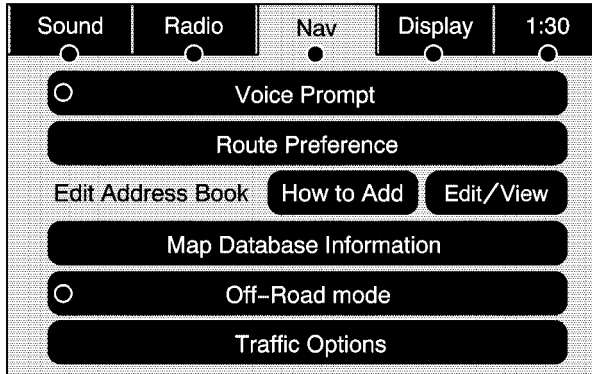 Sound Radio Nav Display 1:30
Voice Prompt
Route Preference
Edit Address Book How to Add Edit/View
Map Database Information
Off-Road mode
Traffic Options